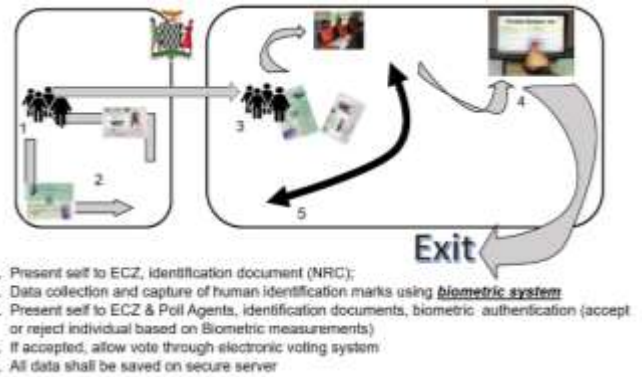 1
2
3
4
5
Exit
. Present self to ECZ, identification document (NRC);
. Data collection and capture of human identification marks using biometric system
. Present self to ECZ & Poll Agents, identification documents, biometric authentication (accept
or reject individual based on Biometric measurements)
. If accepted, allow vote through electronic voting system
. All data shall be saved on secure server